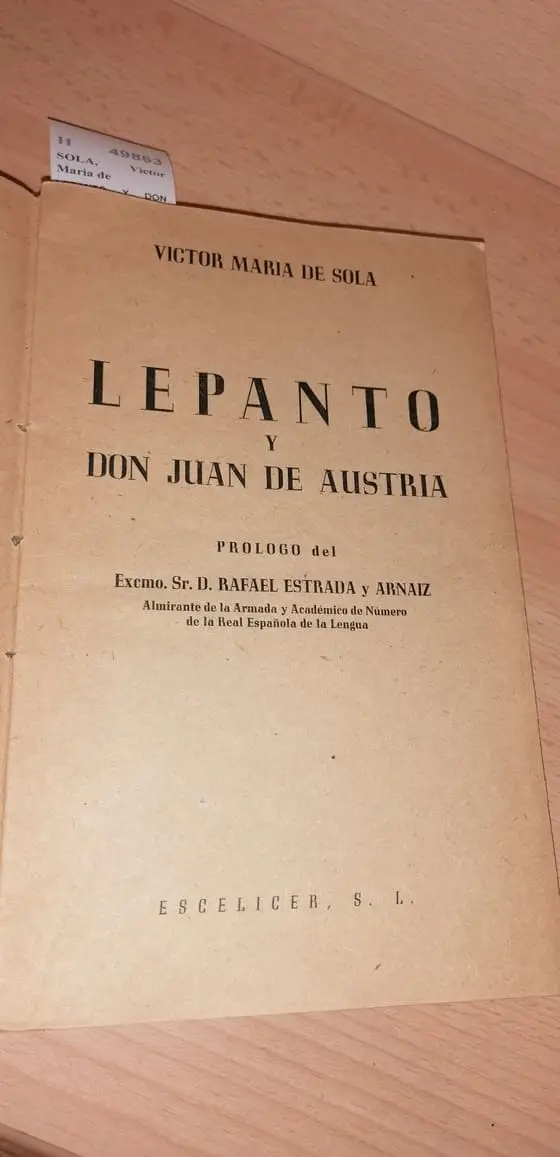 H 49863
SOLA, Victor
Maria de
Y DON
VICTOR MARIA DE SOLA
LEPANTO
Y
DON JUAN DE AUSTRIA
PROLOGO del
Excmo. Sr. D. RAFAEL ESTRADA y ARNAIZ
Almirante de la Armada y Académico de Número
de la Real Española de la Lengua
ESCELICER, S. L.